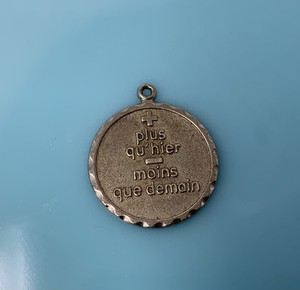 +
plus
qu'hier
-
moins
que demain